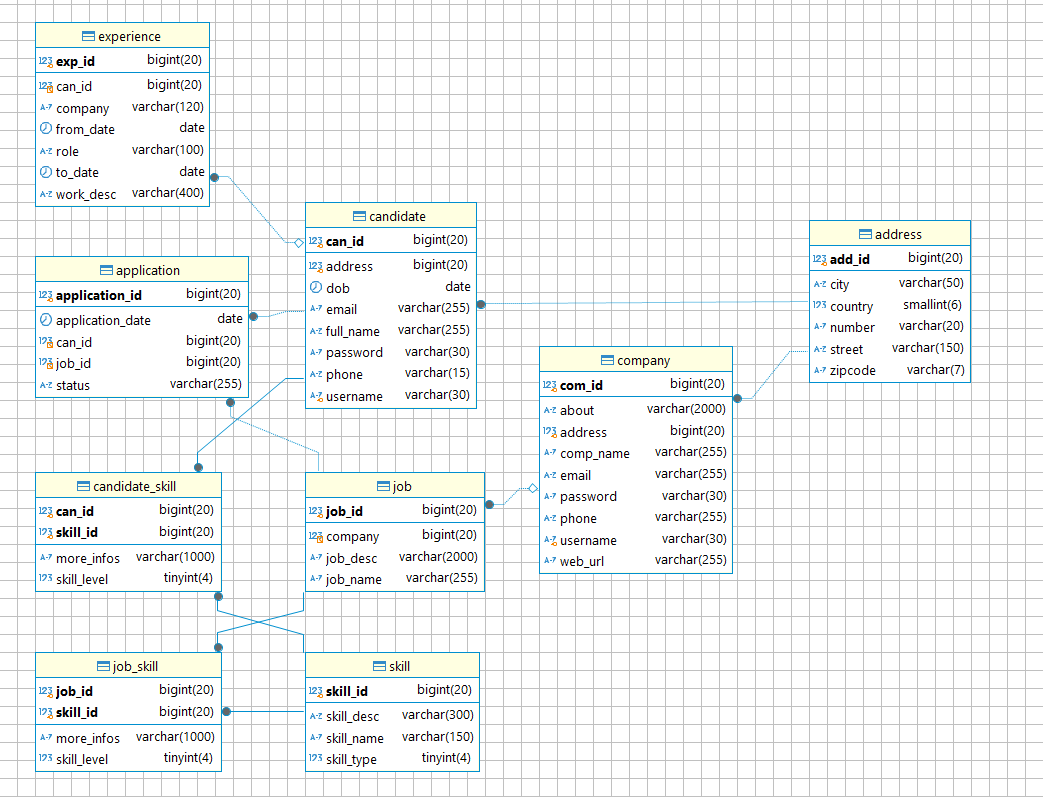 experience
exp_id bigint(20)
can_id bigint(20)
company varchar(120)
from_date date
role varchar(100)
to_date date
work_desc varchar(400)
candidate
can_id bigint(20)
address bigint(20)
dob date
email varchar(255)
full_name varchar(255)
password varchar(30)
phone varchar(15)
username varchar(30)
address
add_id bigint(20)
city varchar(50)
country smallint(6)
number varchar(20)
street varchar(150)
zipcode varchar(7)
application
application_id bigint(20)
application_date date
can_id bigint(20)
job_id bigint(20)
status varchar(255)
company
com_id bigint(20)
about varchar(2000)
address bigint(20)
comp_name varchar(255)
email varchar(255)
password varchar(30)
phone varchar(255)
username varchar(30)
web_url varchar(255)
candidate_skill
can_id bigint(20)
skill_id bigint(20)
more_infos varchar(1000)
skill_level tinyint(4)
job
job_id bigint(20)
company bigint(20)
job_desc varchar(2000)
job_name varchar(255)
job_skill
job_id bigint(20)
skill_id bigint(20)
more_infos varchar(1000)
skill_level tinyint(4)
skill
skill_id bigint(20)
skill_desc varchar(300)
skill_name varchar(150)
skill_type tinyint(4)